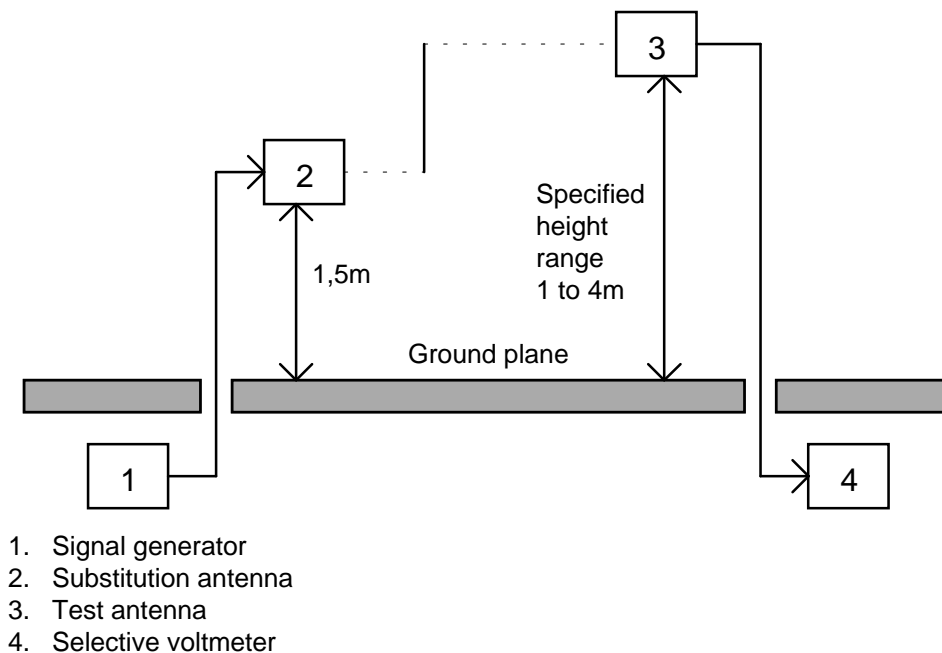 3
2
Specified
height
range
1 to 4m
1,5m
Ground plane
1
4
1. Signal generator
2. Substitution antenna
3. Test antenna
4. Selective voltmeter